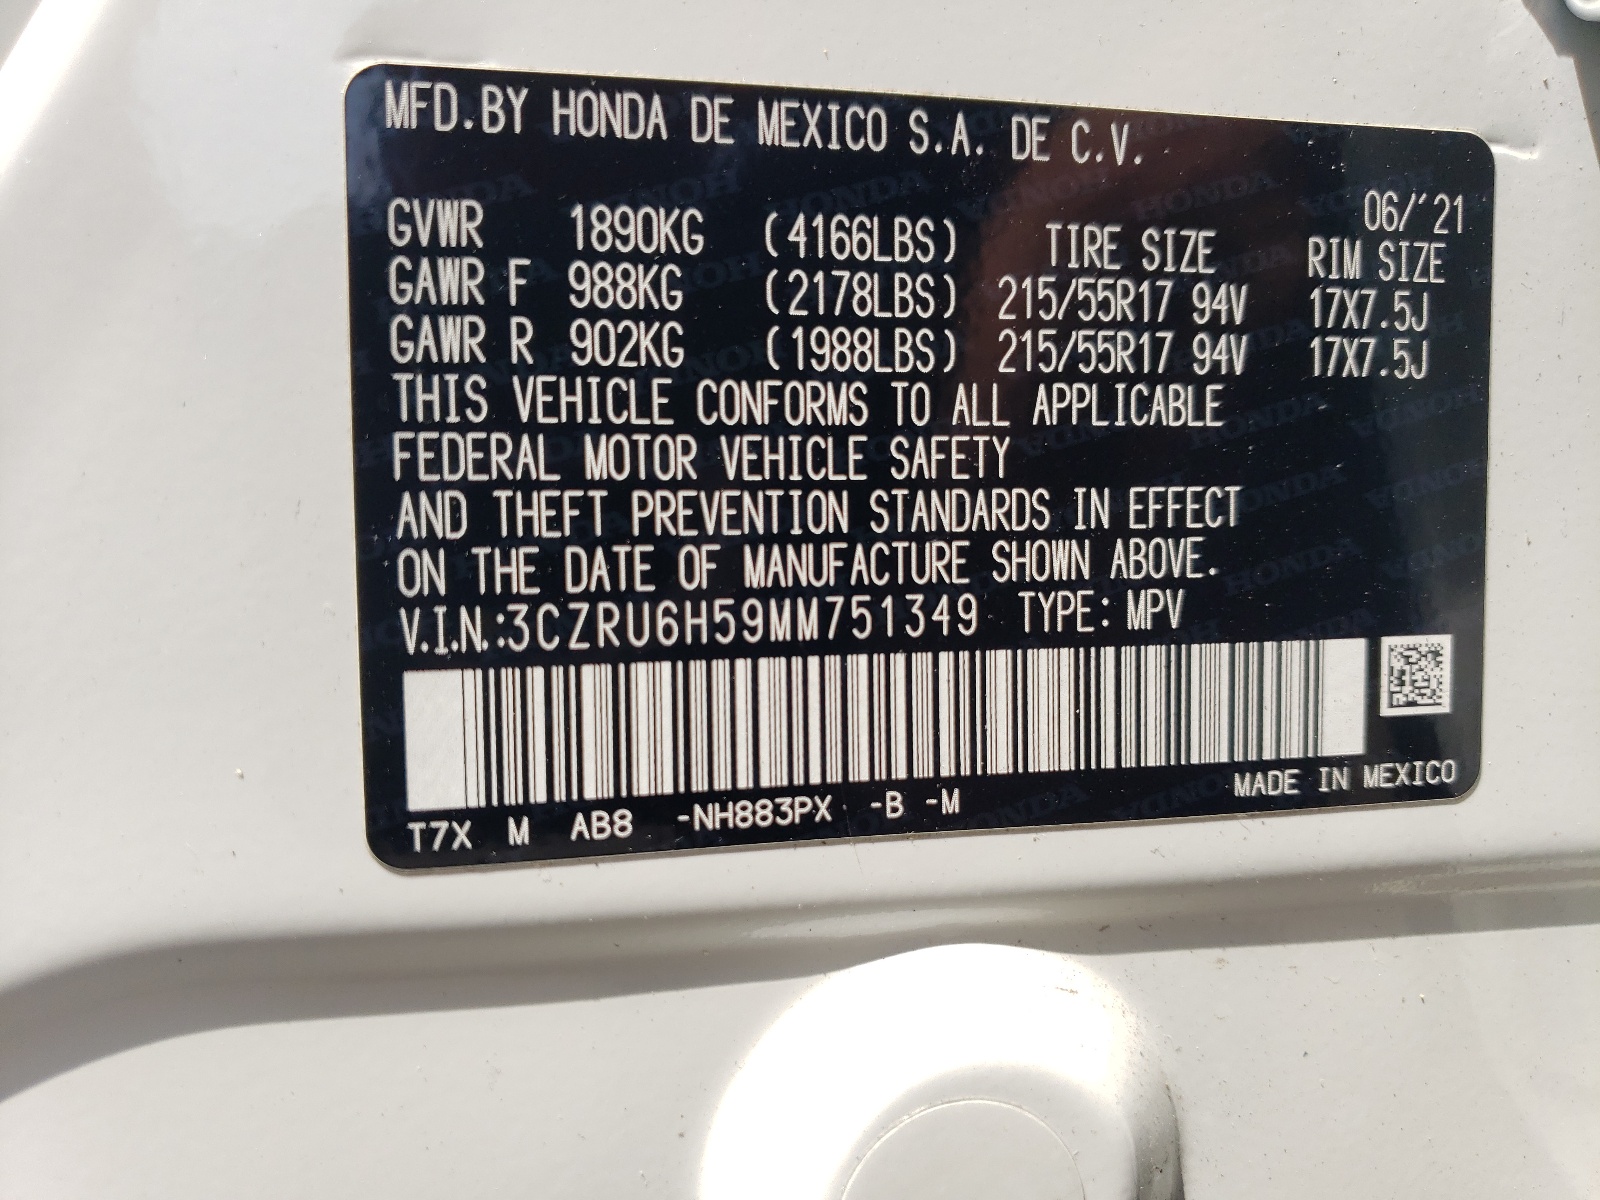 MFD.BY HONDA DE MEXICO S.A. DE C.V.
06/'21
GVWR 1890KG (4166LBS) TIRE SIZE RIM SIZE
GAWR F 988KG (2178LBS) 215/55R17 94V 17X7.5J
GAWR R 902KG (1988LBS) 215/55R17 94V 17X7.5J
THIS VEHICLE CONFORMS TO ALL APPLICABLE
FEDERAL MOTOR VEHICLE SAFETY
AND THEFT PREVENTION STANDARDS IN EFFECT
ON THE DATE OF MANUFACTURE SHOWN ABOVE.
V.I.N.:3CZRU6H59MM751349 TYPE: MPV
T7X M AB8 -NH883PX -B -M MADE IN MEXICO